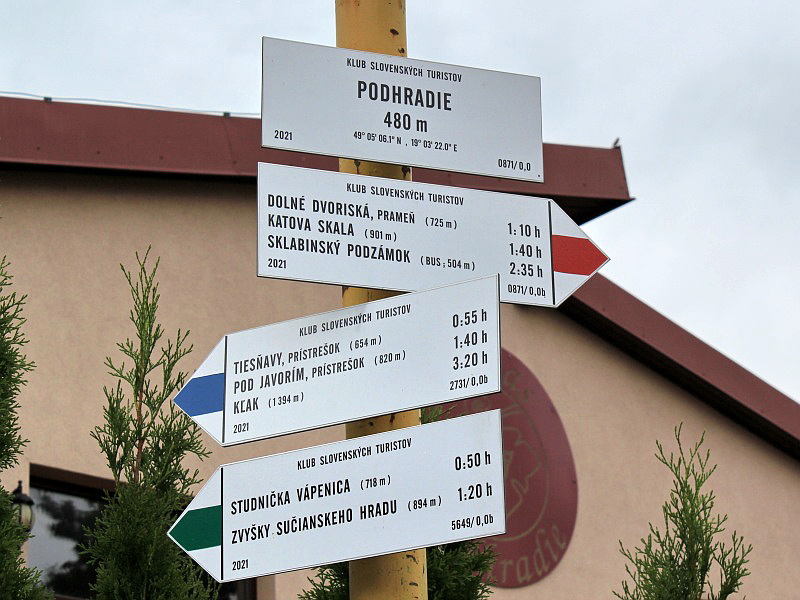 KLUB SLOVENSKÝCH TURISTOV
PODHRADIE
480 m
49° 05' 06.1" N , 19° 03' 22.0" E
2021 0871/0,0
KLUB SLOVENSKÝCH TURISTOV
DOLNÉ DVORISKÁ, PRAMEŇ (725 m) 1:10 h
KATOVA SKALA (901 m) 1:40 h
SKLABINSKÝ PODZÁMOK (BUS ; 504 m) 2:35 h
2021 0871/0,0b
KLUB SLOVENSKÝCH TURISTOV
TIESŇAVY, PRÍSTREŠOK (654 m) 0:55 h
POD JAVORÍM, PRÍSTREŠOK (820 m) 1:40 h
KĽAK (1 394 m) 3:20 h
2021 2731/0,0b
KLUB SLOVENSKÝCH TURISTOV
STUDNIČKA VÁPENICA (718 m) 0:50 h
ZVYŠKY SUČIANSKEHO HRADU (894 m) 1:20 h
2021 5649/0,0b